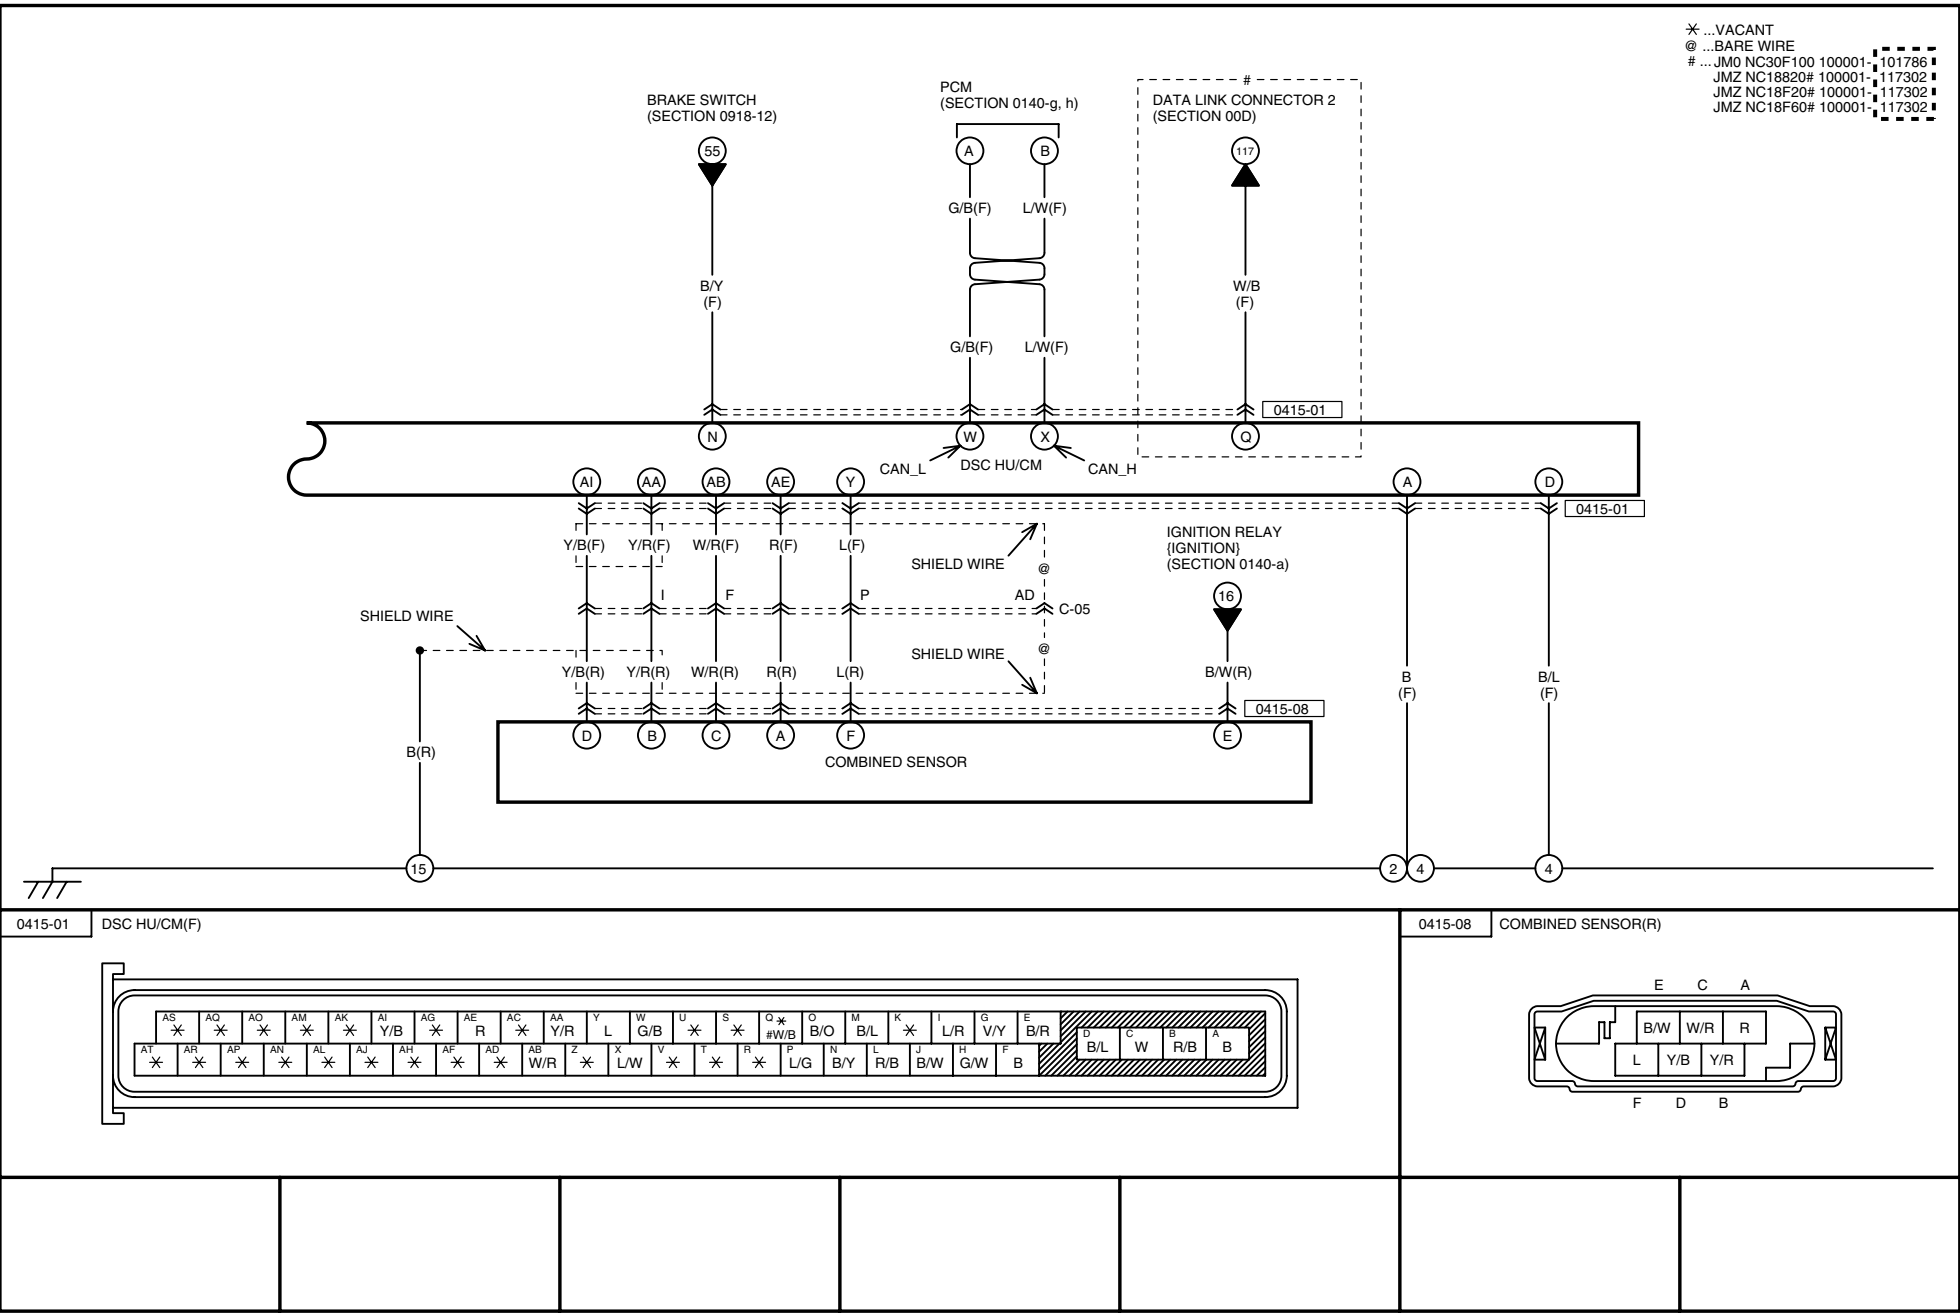 ✳ ...VACANT
@ ...BARE WIRE
# ... JM0 NC30F100 100001- 101786
JMZ NC18820# 100001- 117302
JMZ NC18F20# 100001- 117302
JMZ NC18F60# 100001- 117302
BRAKE SWITCH
(SECTION 0918-12)
PCM
(SECTION 0140-g, h)
#
DATA LINK CONNECTOR 2
(SECTION 00D)
55 A B 117
G/B(F) L/W(F)
B/Y
(F)
W/B
(F)
G/B(F) L/W(F)
0415-01
N W X Q
CAN_L DSC HU/CM CAN_H
AI AA AB AE Y A D
0415-01
Y/B(F) Y/R(F) W/R(F) R(F) L(F)
SHIELD WIRE
@
IGNITION RELAY
{IGNITION}
(SECTION 0140-a)
I F P AD C-05
16
SHIELD WIRE
SHIELD WIRE
@
Y/B(R) Y/R(R) W/R(R) R(R) L(R) B/W(R)
B
(F)
B/L
(F)
0415-08
D B C A F E
COMBINED SENSOR
B(R)
15 2 4 4
0415-01 DSC HU/CM(F)
AS ✳ AQ ✳ AO ✳ AM ✳ AK ✳ AI Y/B AG ✳ AE R AC ✳ AA Y/R Y L W G/B U ✳ S ✳ Q ✳ #W/B O B/O M B/L K ✳ I L/R G V/Y E B/R
D B/L C W B R/B A B
AT ✳ AR ✳ AP ✳ AN ✳ AL ✳ AJ ✳ AH ✳ AF ✳ AD ✳ AB W/R Z ✳ X L/W V ✳ T ✳ R ✳ P L/G N B/Y L R/B J B/W H G/W F B
0415-08 COMBINED SENSOR(R)
E C A
B/W W/R R
L Y/B Y/R
F D B